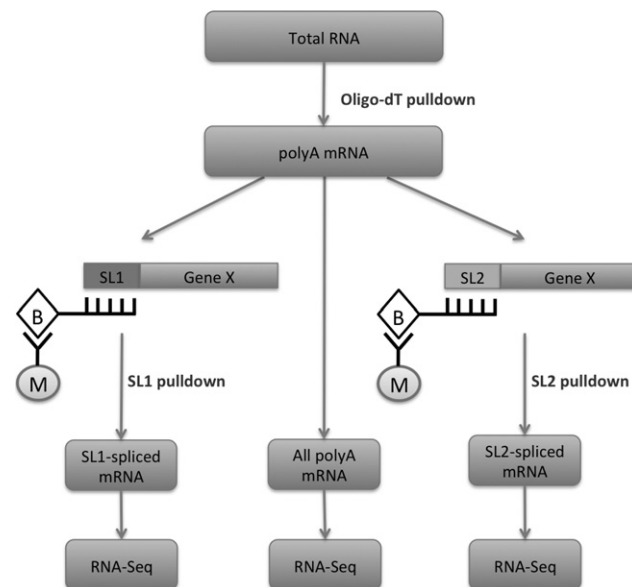 Total RNA
Oligo-dT pulldown
polyA mRNA
SL1 Gene X
SL2 Gene X
B
B
M
M
SL1 pulldown
SL2 pulldown
SL1-spliced
mRNA
All polyA
mRNA
SL2-spliced
mRNA
RNA-Seq
RNA-Seq
RNA-Seq